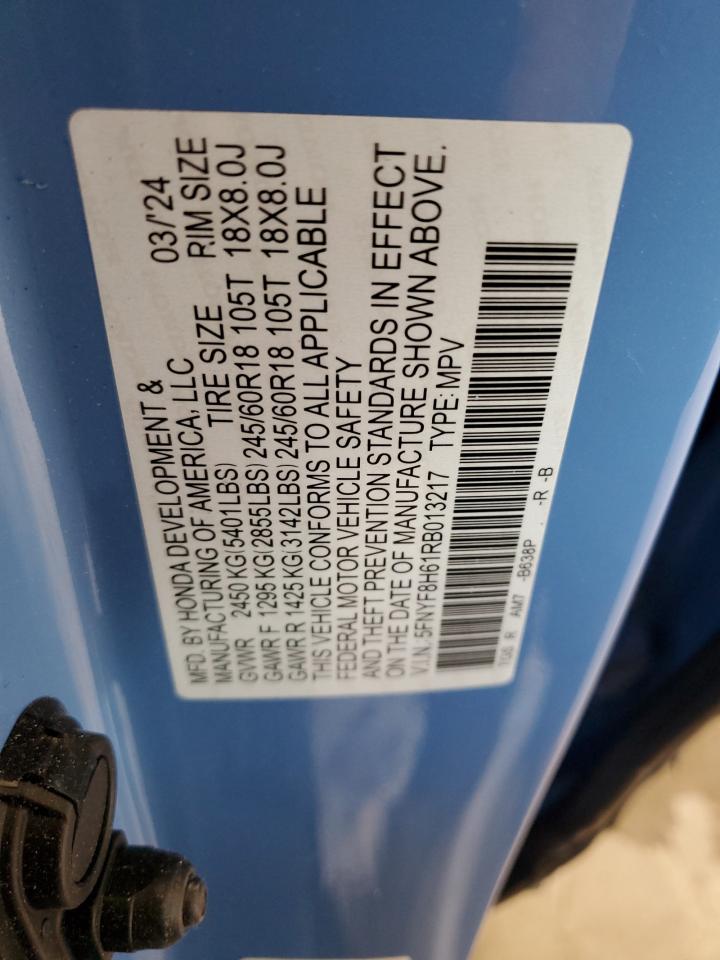 MFD. BY HONDA DEVELOPMENT & 03/'24
MANUFACTURING OF AMERICA, LLC
TIRE SIZE RIM SIZE
GVWR 2450 KG(5401LBS)
GAWR F 1295 KG(2855LBS) 245/60R18 105T 18X8.0J
GAWR R 1425 KG(3142LBS) 245/60R18 105T 18X8.0J
THIS VEHICLE CONFORMS TO ALL APPLICABLE
FEDERAL MOTOR VEHICLE SAFETY
AND THEFT PREVENTION STANDARDS IN EFFECT
ON THE DATE OF MANUFACTURE SHOWN ABOVE.
V.I.N.: 5FNYF8H61RB013217 TYPE: MPV
TG0 R AM7 -B638P . -R -B